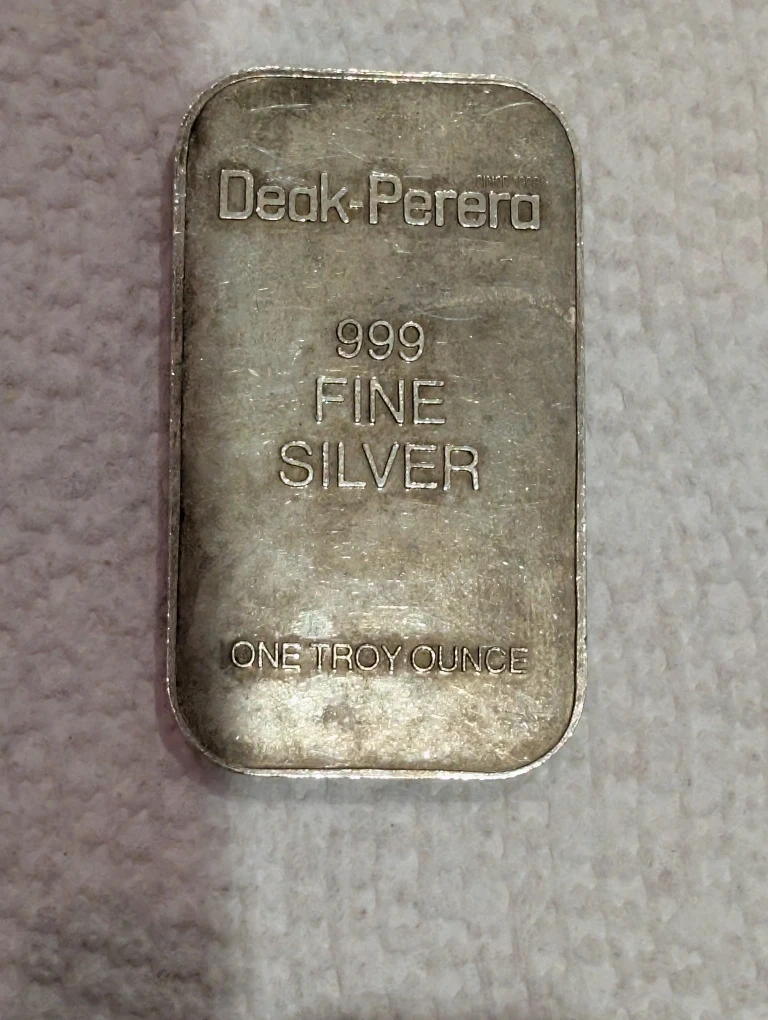 Deak-Perera
999
FINE
SILVER
ONE TROY OUNCE